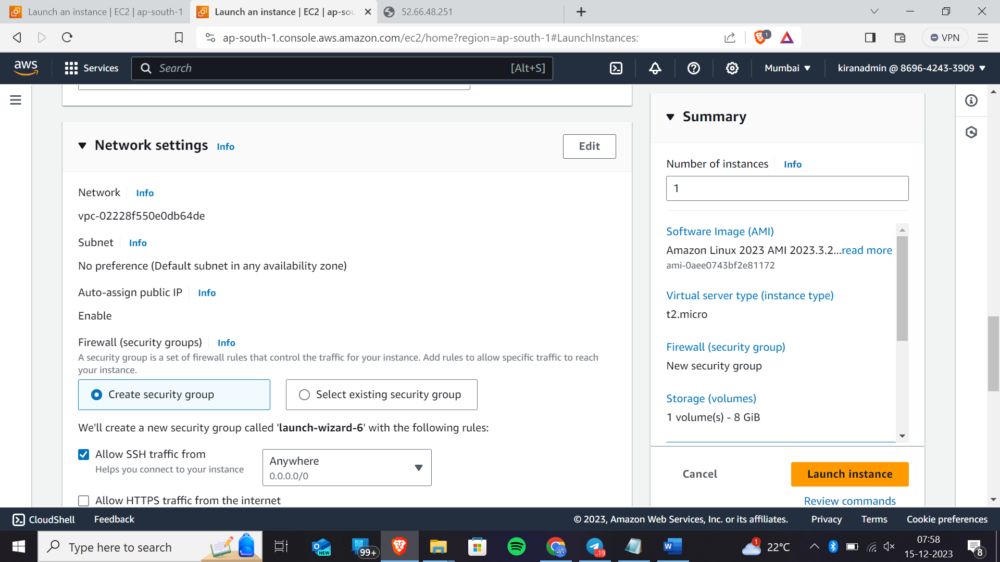 Launch an instance | EC2 | ap-south-1
Launch an instance | EC2 | ap-sou
52.66.48.251
ap-south-1.console.aws.amazon.com/ec2/home?region=ap-south-1#LaunchInstances:
1
VPN
aws
Services
Search
[Alt+S]
Mumbai
kiranadmin @ 8696-4243-3909
Network settings Info
Edit
Network Info
vpc-02228f550e0db64de
Subnet Info
No preference (Default subnet in any availability zone)
Auto-assign public IP Info
Enable
Firewall (security groups) Info
A security group is a set of firewall rules that control the traffic for your instance. Add rules to allow specific traffic to reach
your instance.
Create security group
Select existing security group
We'll create a new security group called 'launch-wizard-6' with the following rules:
Allow SSH traffic from
Helps you connect to your instance
Anywhere
0.0.0.0/0
Allow HTTPS traffic from the internet
Summary
Number of instances Info
1
Software Image (AMI)
Amazon Linux 2023 AMI 2023.3.2...read more
ami-0aee0743bf2e81172
Virtual server type (instance type)
t2.micro
Firewall (security group)
New security group
Storage (volumes)
1 volume(s) - 8 GiB
Cancel
Launch instance
Review commands
CloudShell
Feedback
© 2023, Amazon Web Services, Inc. or its affiliates.
Privacy
Terms
Cookie preferences
Type here to search
NEW
99+
..19
W
1
22°C
07:58
15-12-2023
8